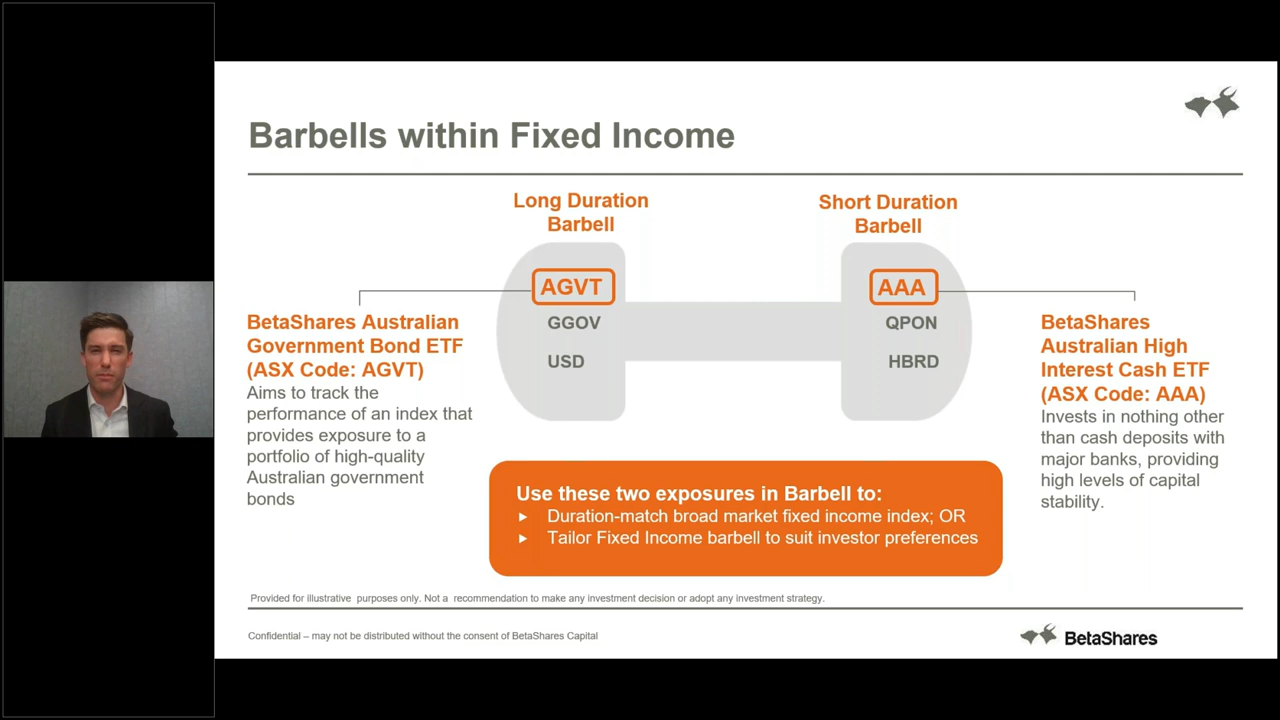 Barbells within Fixed Income
Long Duration
Barbell
Short Duration
Barbell
AGVT
GGOV
USD
AAA
QPON
HBRD
BetaShares Australian
Government Bond ETF
(ASX Code: AGVT)
Aims to track the
performance of an index that
provides exposure to a
portfolio of high-quality
Australian government
bonds
BetaShares
Australian High
Interest Cash ETF
(ASX Code: AAA)
Invests in nothing other
than cash deposits with
major banks, providing
high levels of capital
stability.
Use these two exposures in Barbell to:
Duration-match broad market fixed income index; OR
Tailor Fixed Income barbell to suit investor preferences
Provided for illustrative purposes only. Not a recommendation to make any investment decision or adopt any investment strategy.
Confidential – may not be distributed without the consent of BetaShares Capital
BetaShares